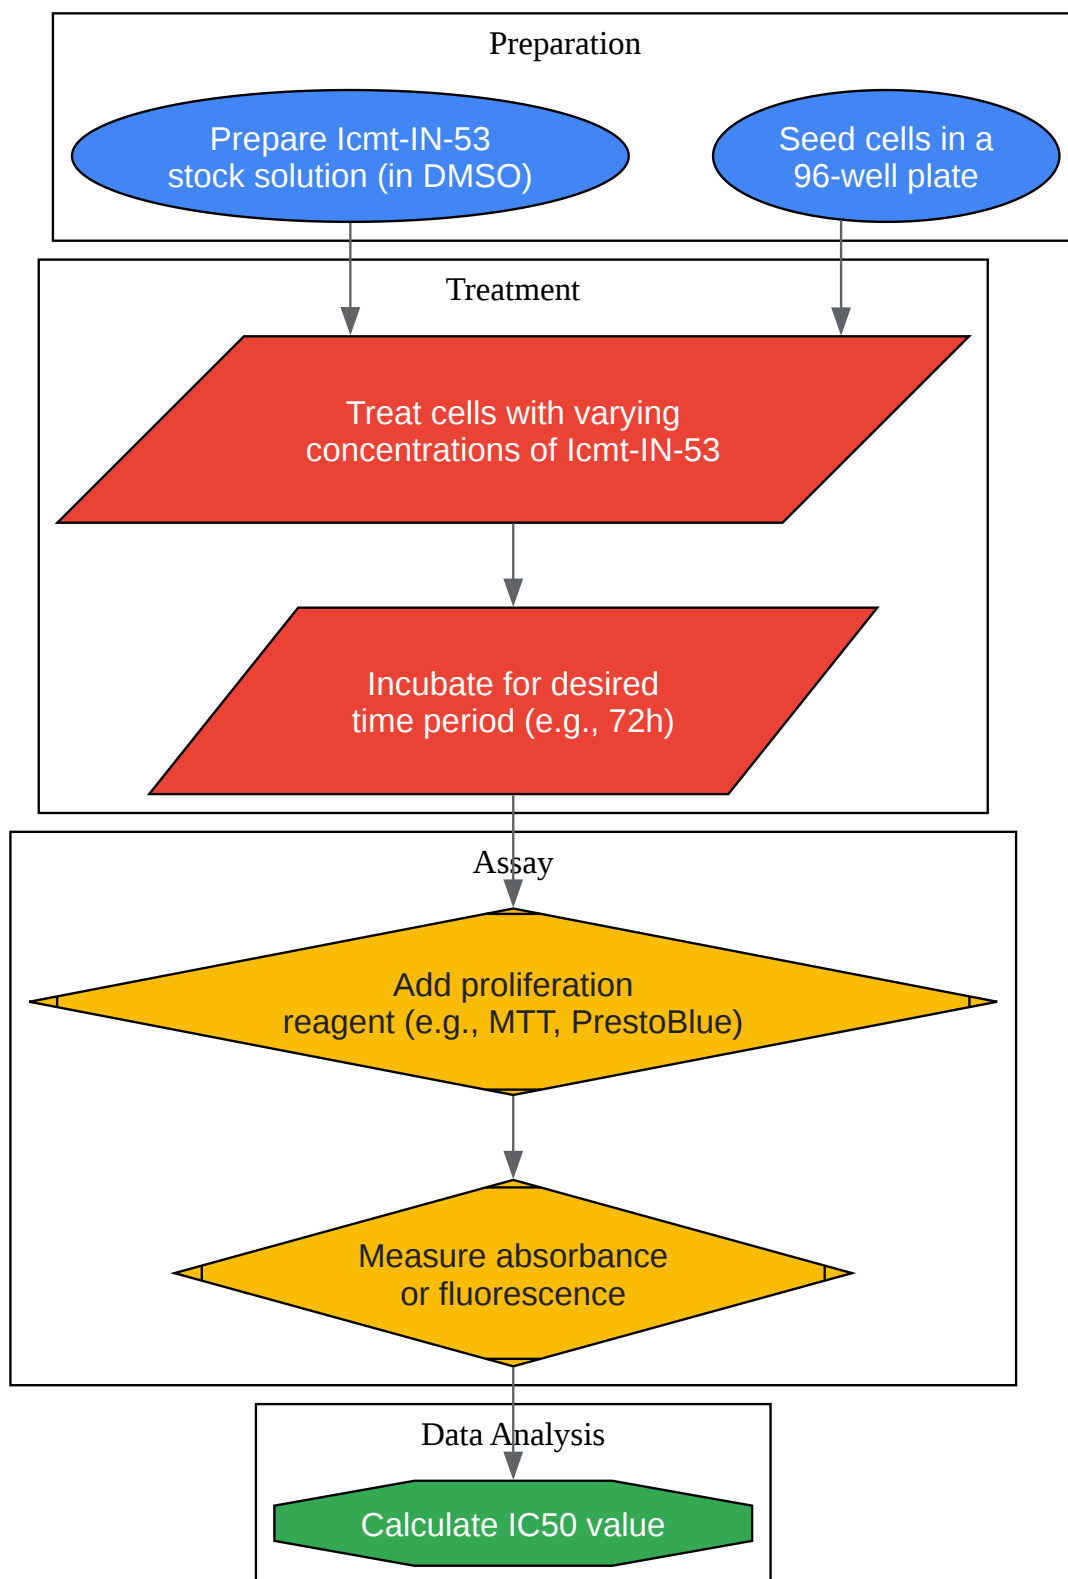 Preparation
Prepare Icmt-IN-53
stock solution (in DMSO)
Seed cells in a
96-well plate
Treatment
Treat cells with varying
concentrations of Icmt-IN-53
Incubate for desired
time period (e.g., 72h)
Assay
Add proliferation
reagent (e.g., MTT, PrestoBlue)
Measure absorbance
or fluorescence
Data Analysis
Calculate IC50 value